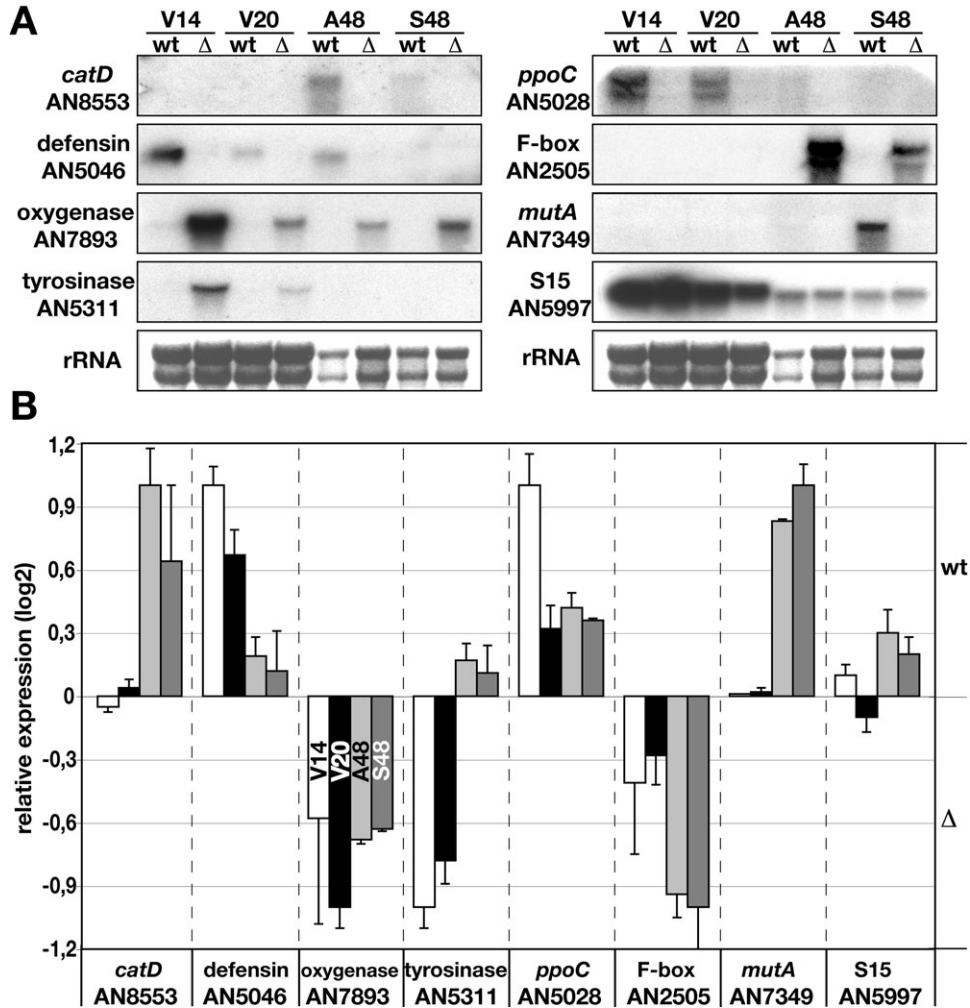 A
V14 V20 A48 S48
wt Δ wt Δ wt Δ wt Δ
catD
AN8553
defensin
AN5046
oxygenase
AN7893
tyrosinase
AN5311
rRNA
V14 V20 A48 S48
wt Δ wt Δ wt Δ wt Δ
ppoC
AN5028
F-box
AN2505
mutA
AN7349
S15
AN5997
rRNA
B
relative expression (log2)
1,2
0,9
0,6
0,3
0
-0,3
-0,6
-0,9
-1,2
V14
V20
A48
S48
wt
Δ
catD
AN8553
defensin
AN5046
oxygenase
AN7893
tyrosinase
AN5311
ppoC
AN5028
F-box
AN2505
mutA
AN7349
S15
AN5997